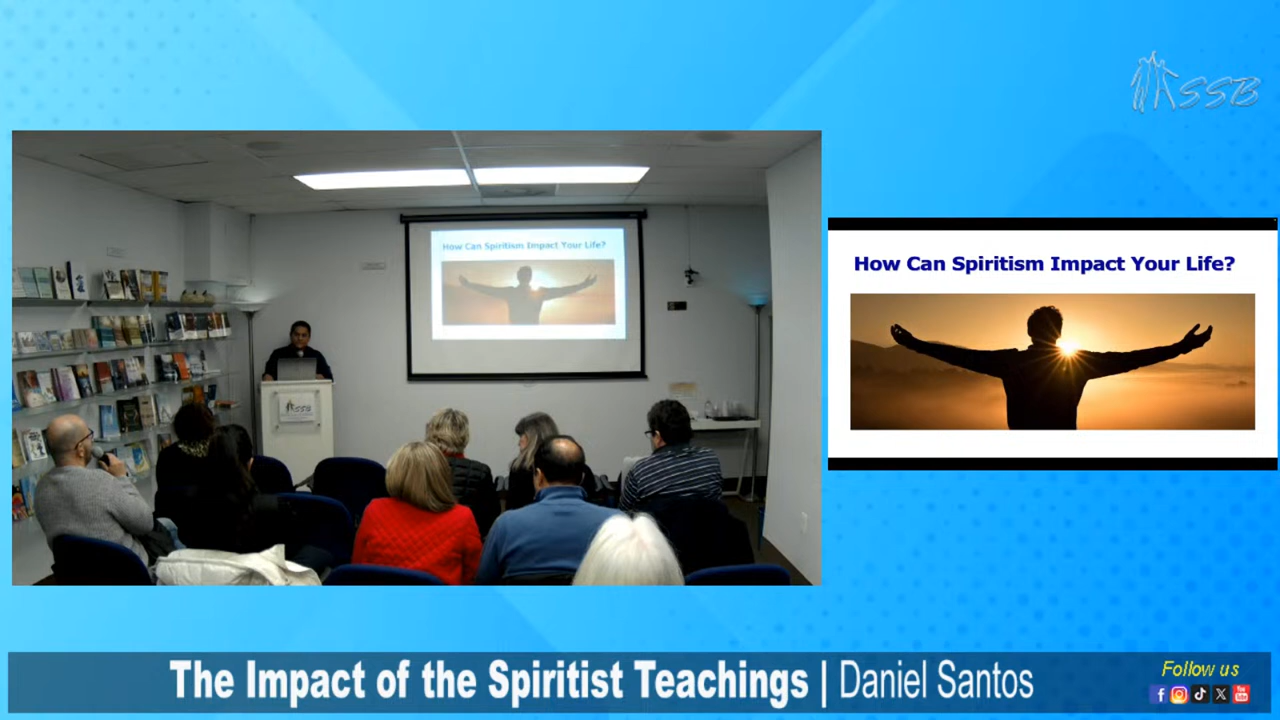 SSB
How Can Spiritism Impact Your Life?
SSB
How Can Spiritism Impact Your Life?
The Impact of the Spiritist Teachings | Daniel Santos
Follow us